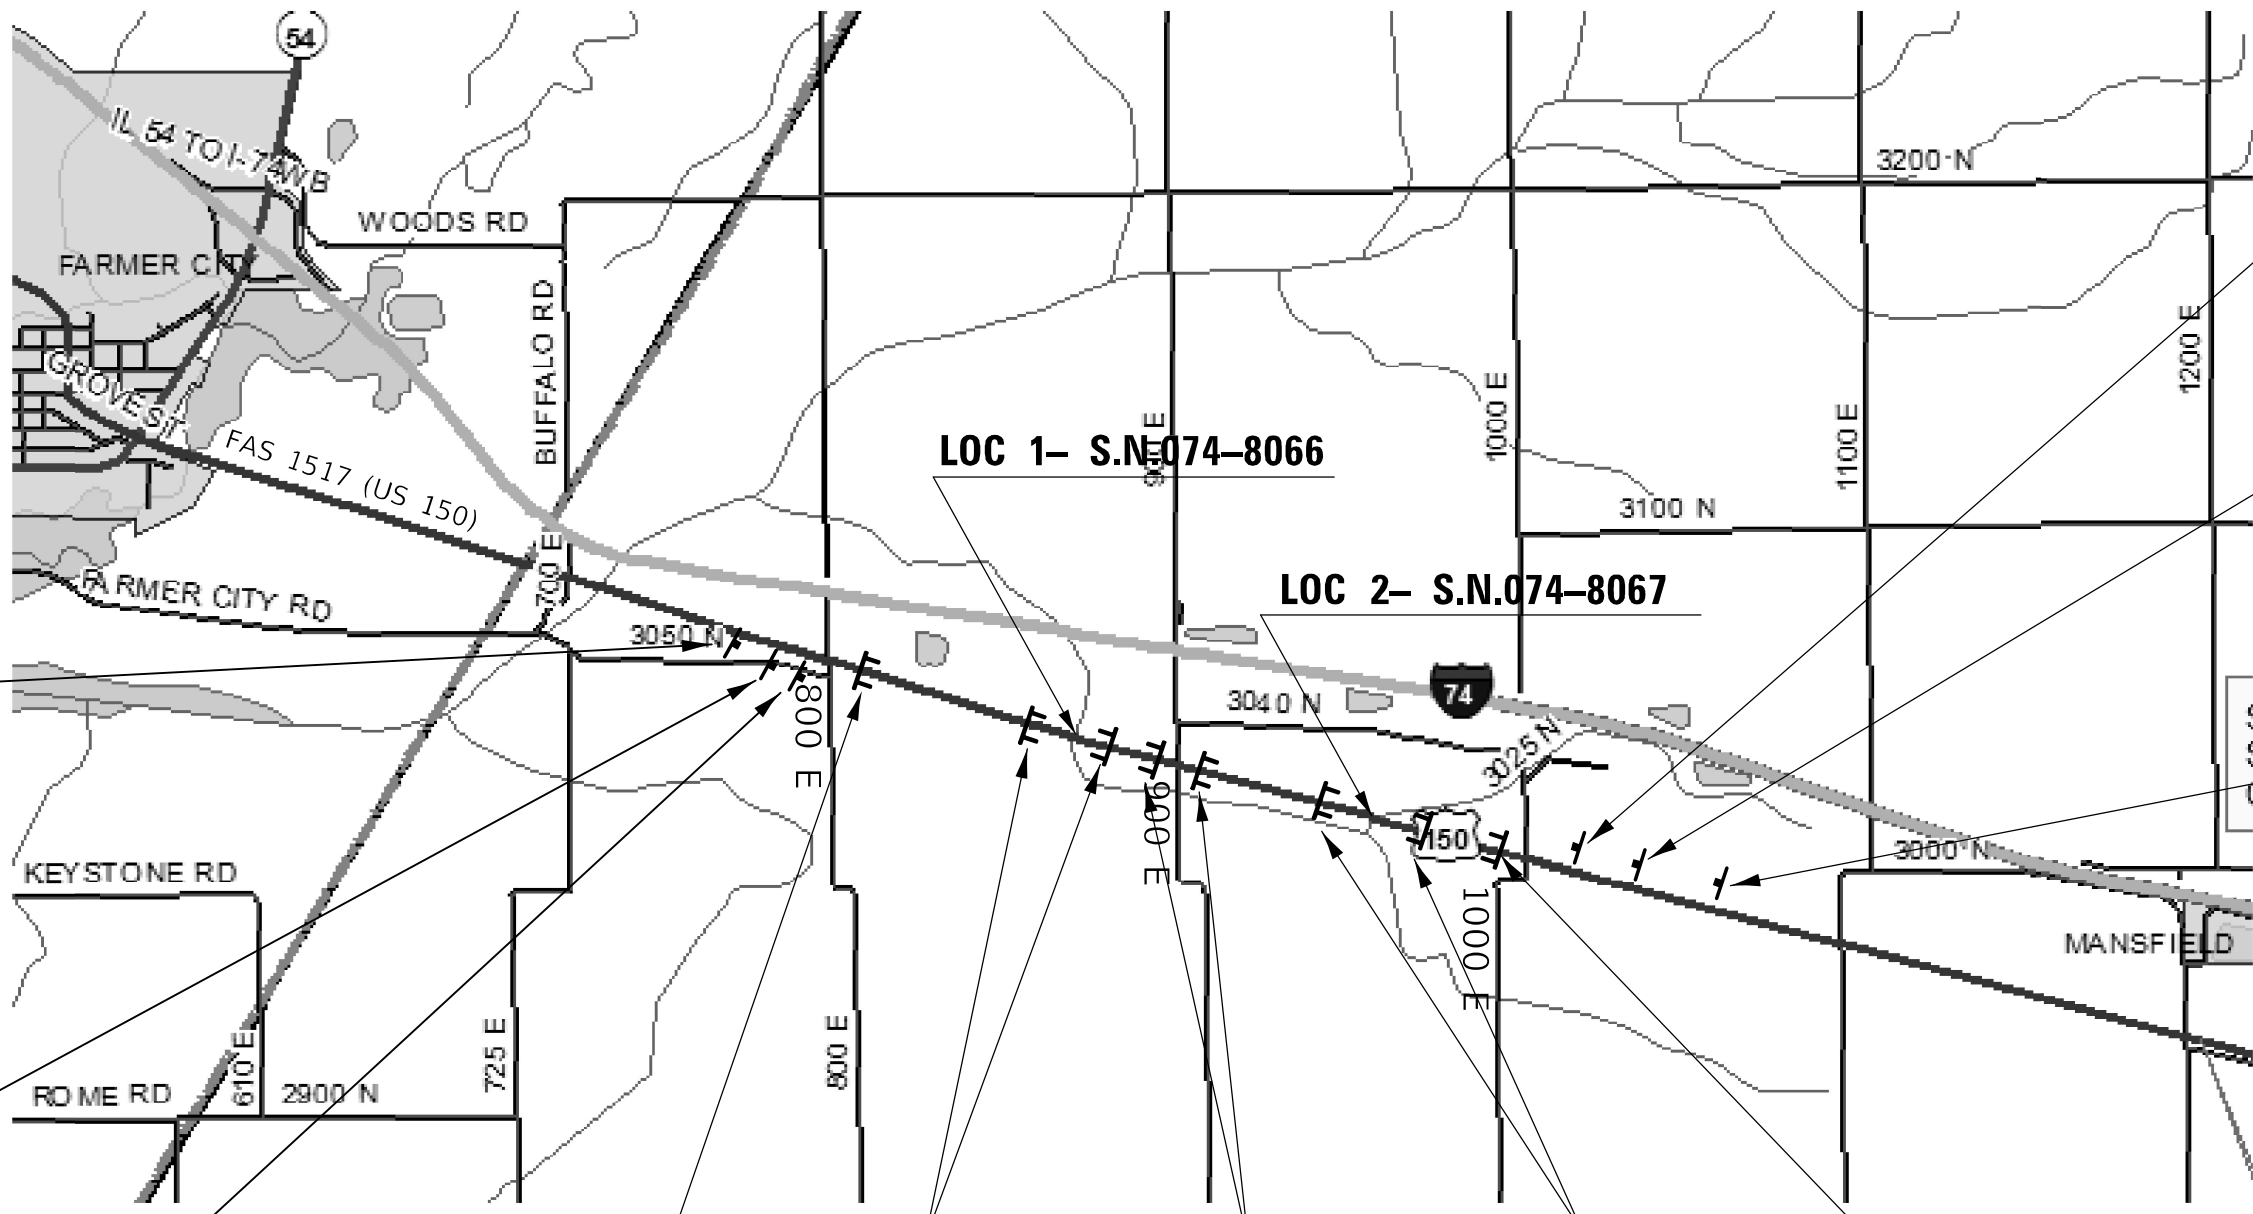 54
IL 54 TO I-74WB
3200 N
WOODS RD
FARMER CITY
BUFFALO RD
1200 E
GROVE ST
1000 E
1100 E
900 E
FAS 1517 (US 150)
LOC 1– S.N.074–8066
3100 N
700 E
FARMER CITY RD
LOC 2– S.N.074–8067
3050 N
800 E
3040 N
74
3025 N
900 E
150
3000 N
KEYSTONE RD
1000 E
MANSFIELD
610 E
725 E
800 E
ROME RD
2900 N